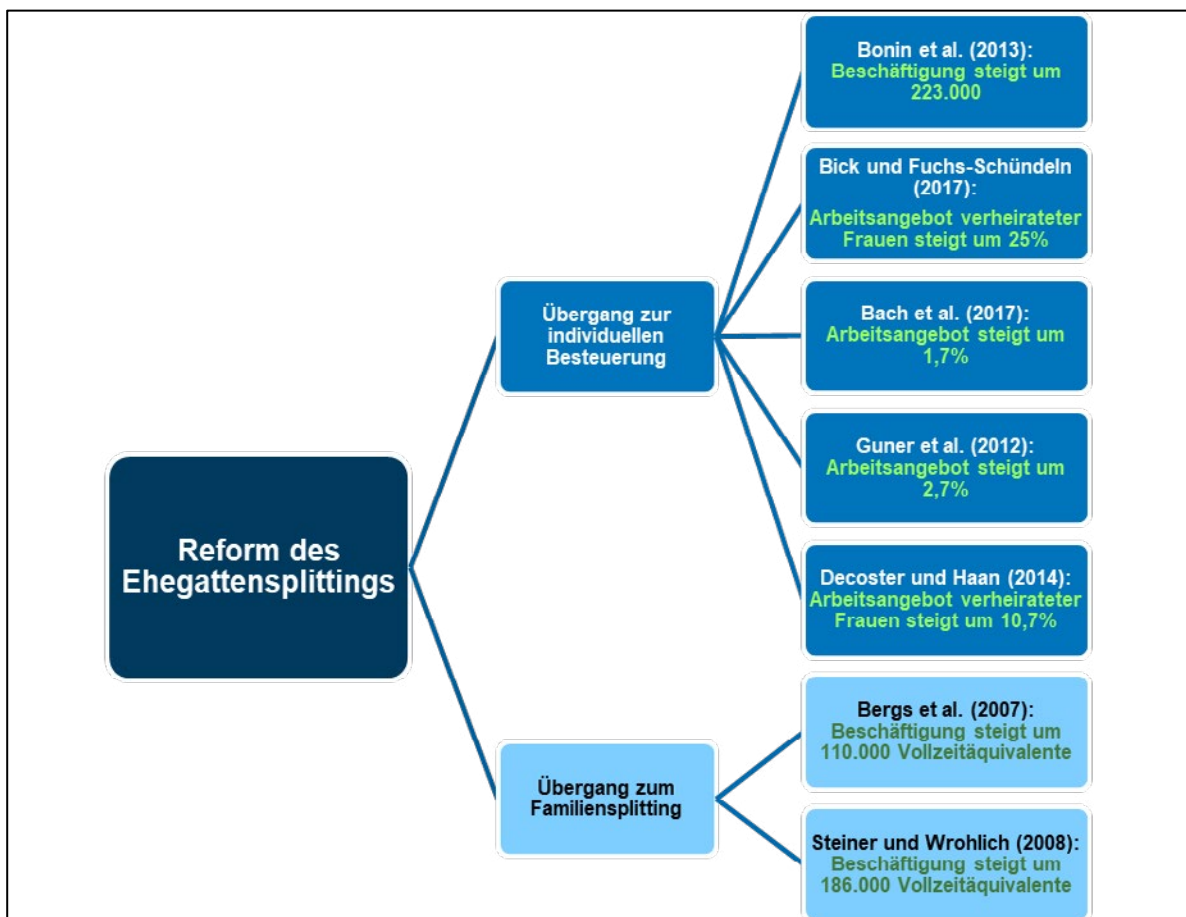 Bonin et al. (2013):
Beschäftigung steigt um
223.000
Bick und Fuchs-Schündeln
(2017):
Arbeitsangebot verheirateter
Frauen steigt um 25%
Übergang zur
individuellen
Besteuerung
Bach et al. (2017):
Arbeitsangebot steigt um
1,7%
Guner et al. (2012):
Arbeitsangebot steigt um
2,7%
Reform des
Ehegattensplittings
Decoster und Haan (2014):
Arbeitsangebot verheirateter
Frauen steigt um 10,7%
Bergs et al. (2007):
Beschäftigung steigt um
110.000 Vollzeitäquivalente
Übergang zum
Familiensplitting
Steiner und Wrohlich (2008):
Beschäftigung steigt um
186.000 Vollzeitäquivalente